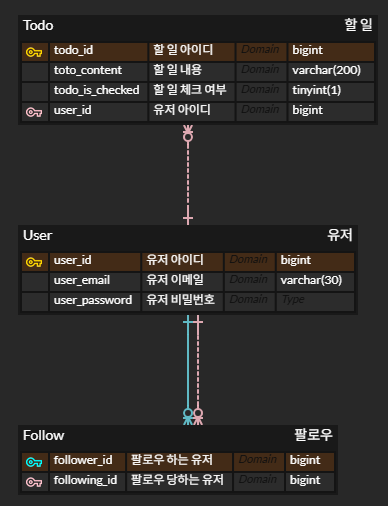 Todo 할 일
todo_id 할 일 아이디 Domain bigint
toto_content 할 일 내용 Domain varchar(200)
todo_is_checked 할 일 체크 여부 Domain tinyint(1)
user_id 유저 아이디 Domain bigint
User 유저
user_id 유저 아이디 Domain bigint
user_email 유저 이메일 Domain varchar(30)
user_password 유저 비밀번호 Domain Type
Follow 팔로우
follower_id 팔로우 하는 유저 Domain bigint
following_id 팔로우 당하는 유저 Domain bigint